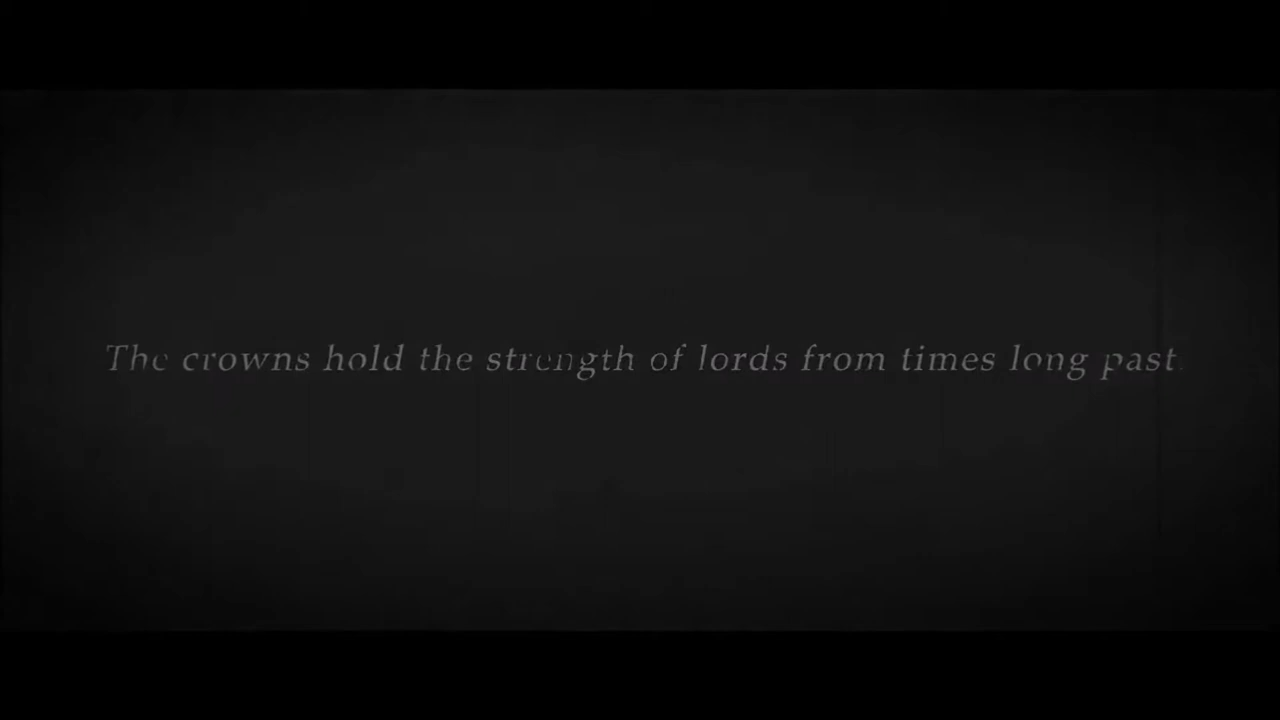 The crowns hold the strength of lords from times long past.